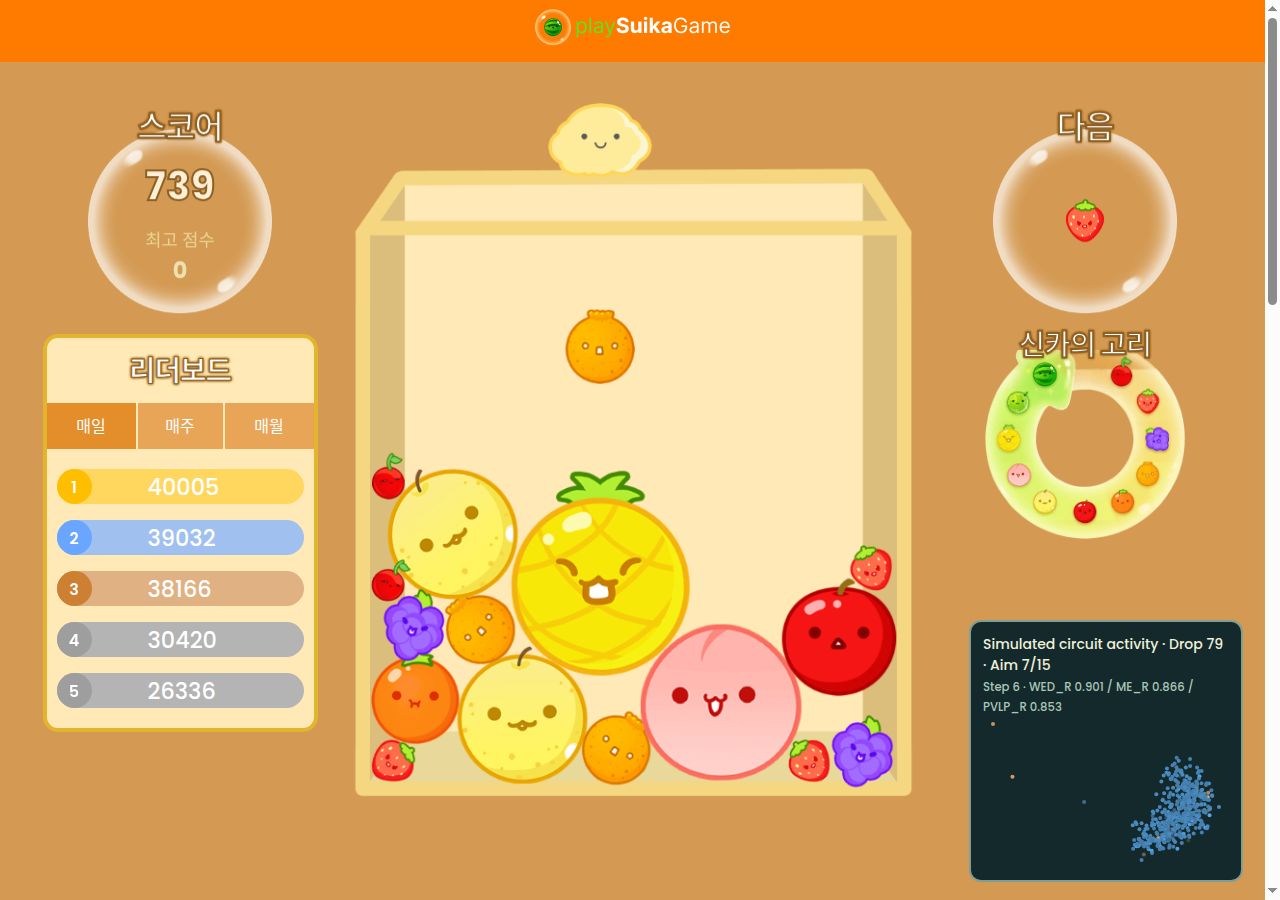 playSuikaGame
스코어
739
최고 점수
0
다음
신카의 고리
리더보드
매일 매주 매월
1 40005
2 39032
3 38166
4 30420
5 26336
Simulated circuit activity · Drop 79
· Aim 7/15
Step 6 · WED_R 0.901 / ME_R 0.866 /
PVLP_R 0.853